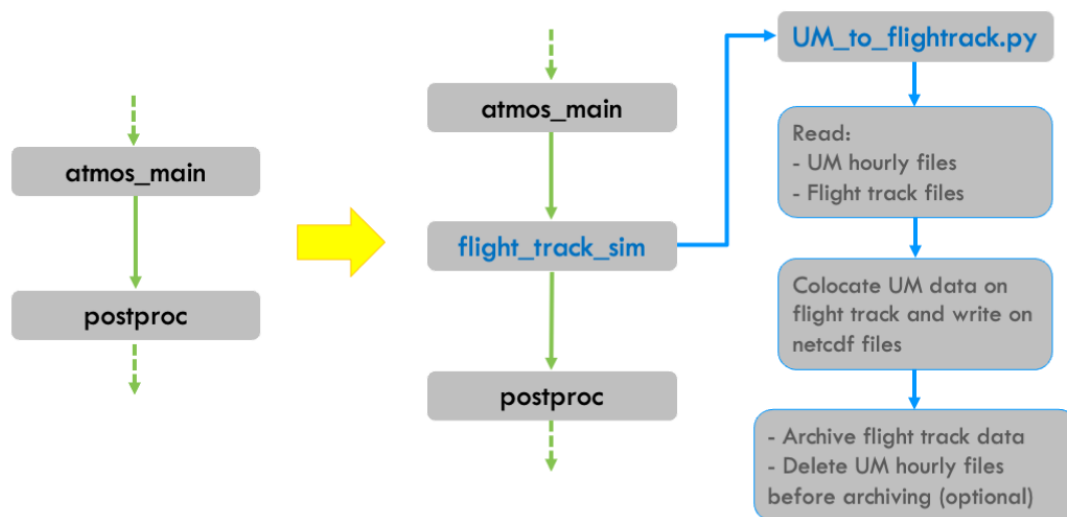 atmos_main
postproc
atmos_main
flight_track_sim
postproc
UM_to_flightrack.py
Read:
- UM hourly files
- Flight track files
Colocate UM data on
flight track and write on
netcdf files
- Archive flight track data
- Delete UM hourly files
before archiving (optional)